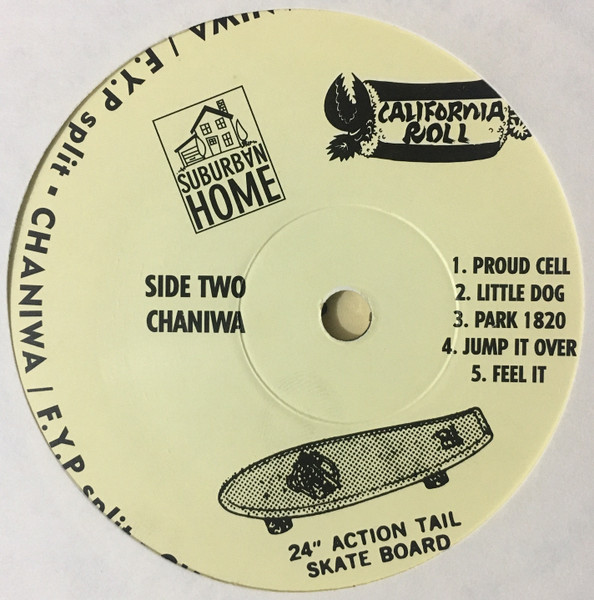 CHANIWA / F.Y.P split - CHANIWA / F.Y.P split
SUBURBAN
HOME
CALIFORNIA
ROLL
SIDE TWO
CHANIWA
1. PROUD CELL
2. LITTLE DOG
3. PARK 1820
4. JUMP IT OVER
5. FEEL IT
24" ACTION TAIL
SKATE BOARD